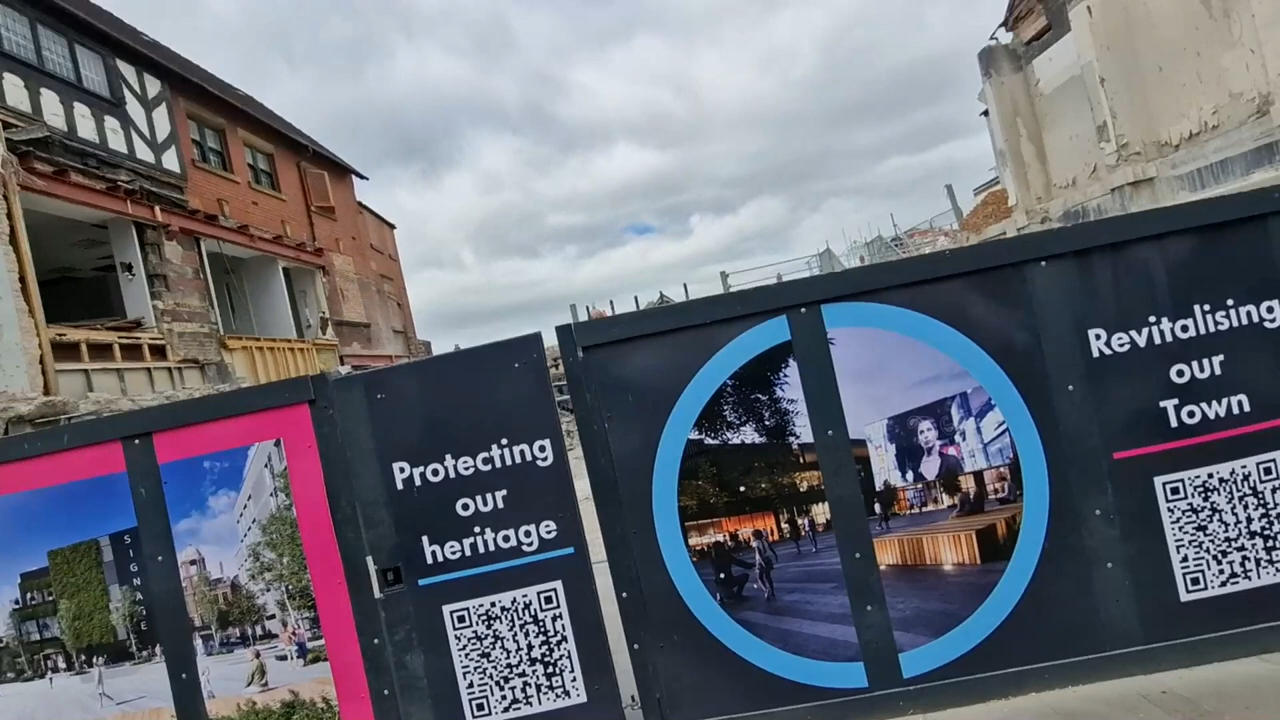 SIGNAGE
Protecting
our
heritage
Revitalising
our
Town